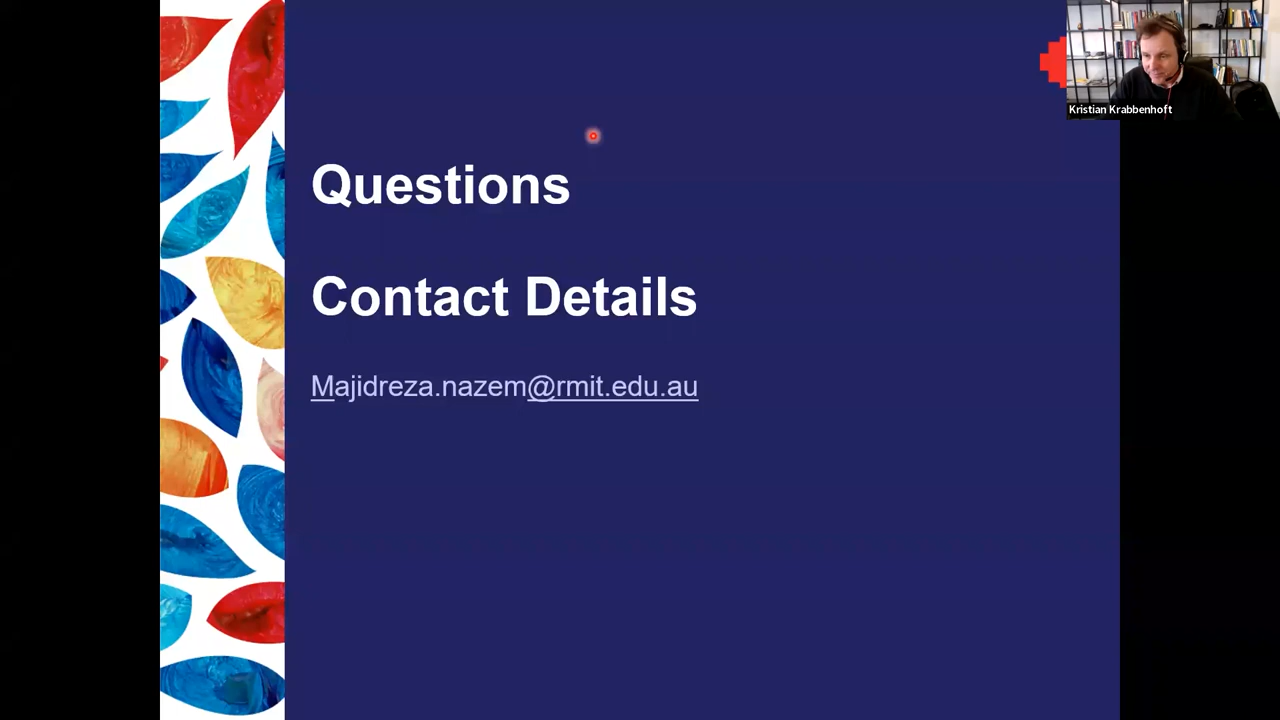 Kristian Krabbenhoft
Questions
Contact Details
Majidreza.nazem@rmit.edu.au